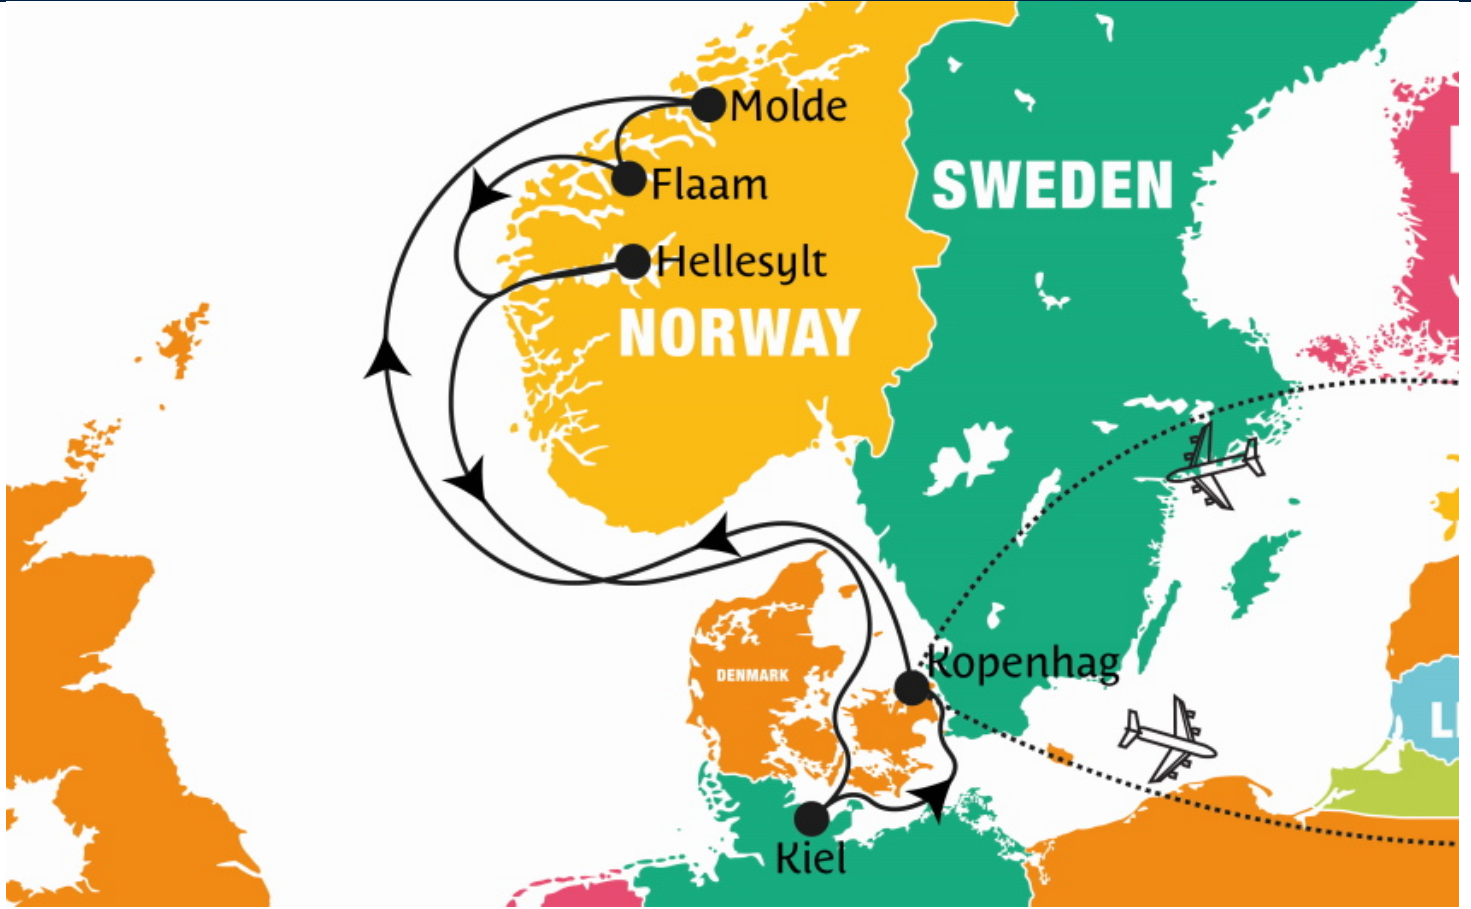 Molde
SWEDEN
Flaam
Hellesylt
NORWAY
Kopenhag
DENMARK
Kiel